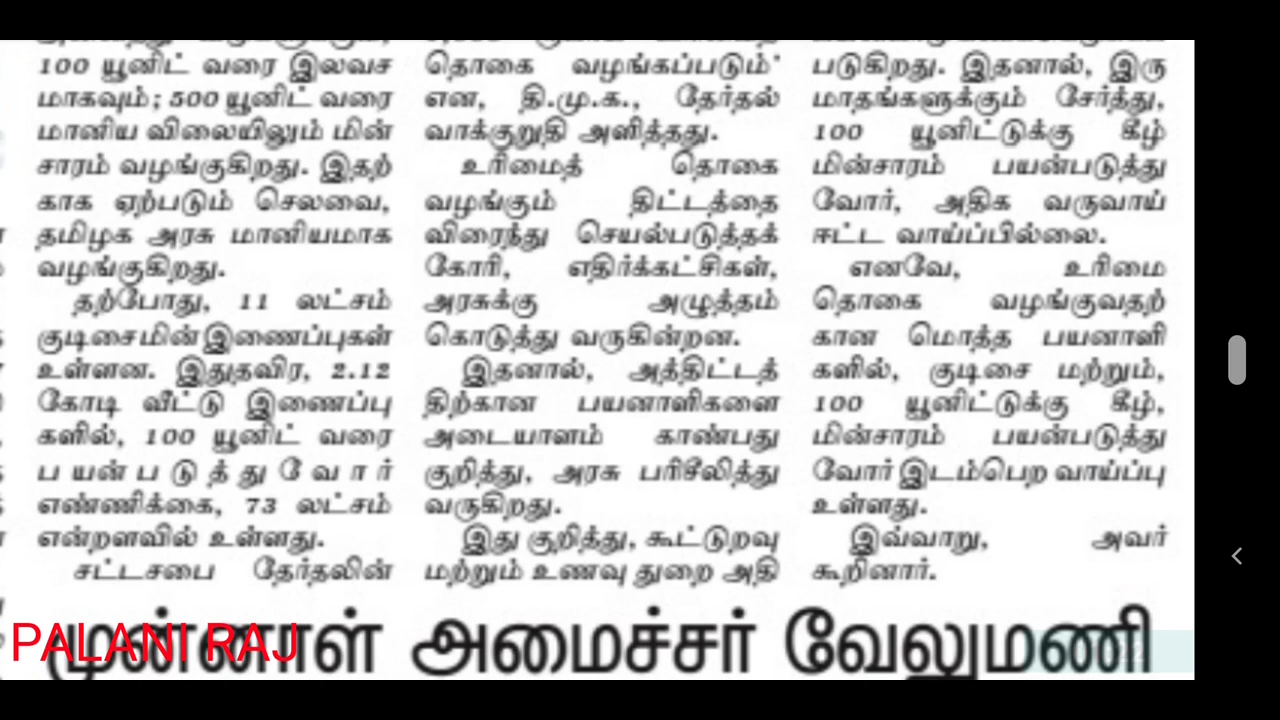 100 யூனிட் வரை இலவச
மாகவும்; 500 யூனிட் வரை
மானிய விலையிலும் மின்
சாரம் வழங்குகிறது. இதற்
காக ஏற்படும் செலவை,
தமிழக அரசு மானியமாக
வழங்குகிறது.
தற்போது, 11 லட்சம்
குடிசை மின் இணைப்புகள்
உள்ளன. இதுதவிர, 2.12
கோடி வீட்டு இணைப்பு
களில், 100 யூனிட் வரை
பயன்படுத்துவோர்
எண்ணிக்கை, 73 லட்சம்
என்றளவில் உள்ளது.
சட்டசபை தேர்தலின்
தொகை வழங்கப்படும்'
என, தி.மு.க., தேர்தல்
வாக்குறுதி அளித்தது.
உரிமைத் தொகை
வழங்கும் திட்டத்தை
விரைந்து செயல்படுத்தக்
கோரி, எதிர்க்கட்சிகள்,
அரசுக்கு அழுத்தம்
கொடுத்து வருகின்றன.
இதனால், அத்திட்டத்
திற்கான பயனாளிகளை
அடையாளம் காண்பது
குறித்து, அரசு பரிசீலித்து
வருகிறது.
இது குறித்து, கூட்டுறவு
மற்றும் உணவு துறை அதி
படுகிறது. இதனால், இரு
மாதங்களுக்கும் சேர்த்து,
100 யூனிட்டுக்கு கீழ்
மின்சாரம் பயன்படுத்து
வோர், அதிக வருவாய்
ஈட்ட வாய்ப்பில்லை.
எனவே, உரிமை
தொகை வழங்குவதற்
கான மொத்த பயனாளி
களில், குடிசை மற்றும்,
100 யூனிட்டுக்கு கீழ்,
மின்சாரம் பயன்படுத்து
வோர் இடம்பெற வாய்ப்பு
உள்ளது.
இவ்வாறு, அவர்
கூறினார்.
முன்னாள் அமைச்சர் வேலுமணி
PALANI RAJ